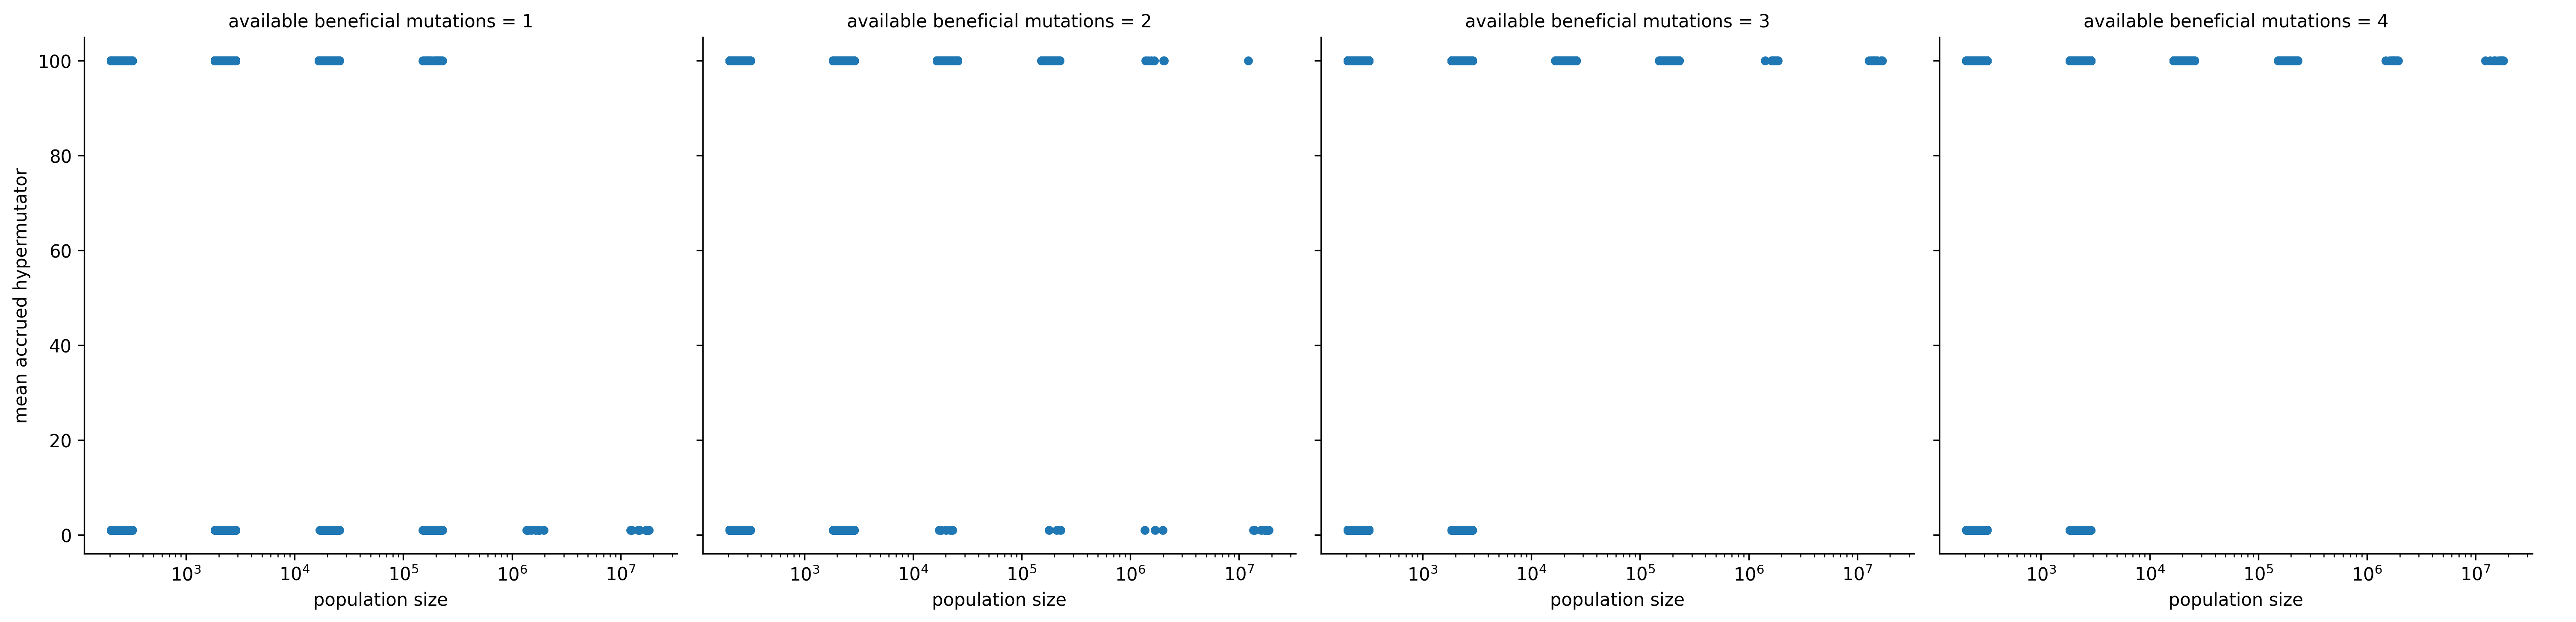 available beneficial mutations = 1
available beneficial mutations = 2
available beneficial mutations = 3
available beneficial mutations = 4
mean accrued hypermutator
100
80
60
40
20
0
10³ 10⁴ 10⁵ 10⁶ 10⁷
10³ 10⁴ 10⁵ 10⁶ 10⁷
10³ 10⁴ 10⁵ 10⁶ 10⁷
10³ 10⁴ 10⁵ 10⁶ 10⁷
population size
population size
population size
population size